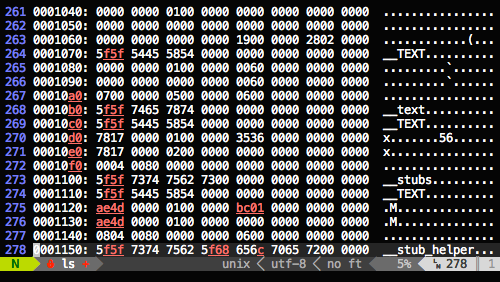 261 0001040: 0000 0000 0100 0000 0000 0000 0000 0000 ................
262 0001050: 0000 0000 0000 0000 0000 0000 0000 0000 ................
263 0001060: 0000 0000 0000 0000 1900 0000 2802 0000 ............(...
264 0001070: 5f5f 5445 5854 0000 0000 0000 0000 0000 __TEXT..........
265 0001080: 0000 0000 0100 0000 0060 0000 0000 0000 .........`......
266 0001090: 0000 0000 0000 0000 0060 0000 0000 0000 .........`......
267 00010a0: 0700 0000 0500 0000 0600 0000 0000 0000 ................
268 00010b0: 5f5f 7465 7874 0000 0000 0000 0000 0000 __text..........
269 00010c0: 5f5f 5445 5854 0000 0000 0000 0000 0000 __TEXT..........
270 00010d0: 7817 0000 0100 0000 3536 0000 0000 0000 x.......56......
271 00010e0: 7817 0000 0200 0000 0000 0000 0000 0000 x...............
272 00010f0: 0004 0080 0000 0000 0000 0000 0000 0000 ................
273 0001100: 5f5f 7374 7562 7300 0000 0000 0000 0000 __stubs.........
274 0001110: 5f5f 5445 5854 0000 0000 0000 0000 0000 __TEXT..........
275 0001120: ae4d 0000 0100 0000 bc01 0000 0000 0000 .M..............
276 0001130: ae4d 0000 0100 0000 0000 0000 0000 0000 .M..............
277 0001140: 0804 0080 0000 0000 0600 0000 0000 0000 ................
278 0001150: 5f5f 7374 7562 5f68 656c 7065 7200 0000 __stub_helper...
N ls unix < utf-8 < no ft 5% LN 278 1